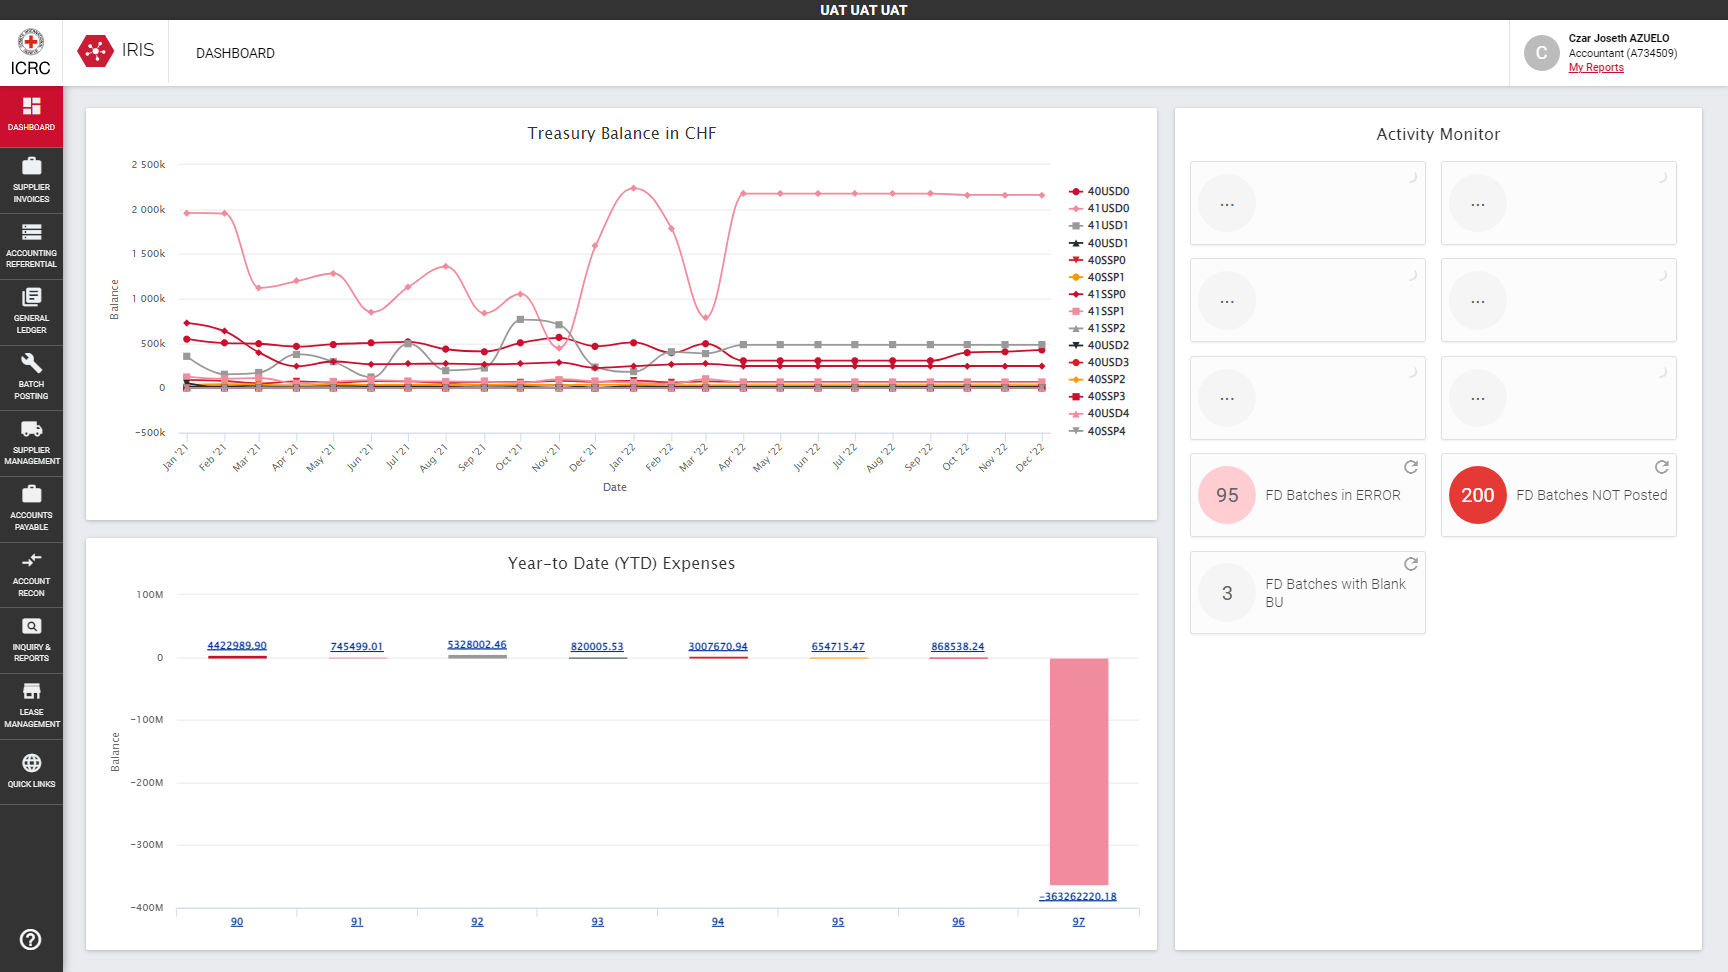 UAT UAT UAT
ICRC
IRIS
DASHBOARD
Czar Joseth AZUELO
Accountant (A734509)
My Reports
DASHBOARD
SUPPLIER
INVOICES
ACCOUNTING
REFERENTIAL
GENERAL
LEDGER
BATCH
POSTING
SUPPLIER
MANAGEMENT
ACCOUNTS
PAYABLE
ACCOUNT
RECON
INQUIRY &
REPORTS
LEASE
MANAGEMENT
QUICK LINKS
Treasury Balance in CHF
2 500k
2 000k
1 500k
1 000k
500k
0
-500k
Balance
Jan '21
Feb '21
Mar '21
Apr '21
May '21
Jun '21
Jul '21
Aug '21
Sep '21
Oct '21
Nov '21
Dec '21
Jan '22
Feb '22
Mar '22
Apr '22
May '22
Jun '22
Jul '22
Aug '22
Sep '22
Oct '22
Nov '22
Dec '22
Date
40USD0
41USD0
41USD1
40USD1
40SSP0
40SSP1
41SSP0
41SSP1
41SSP2
40USD2
40USD3
40SSP2
40SSP3
40USD4
40SSP4
Year-to Date (YTD) Expenses
100M
0
-100M
-200M
-300M
-400M
Balance
4422989.90
745499.01
5328002.46
820005.53
3007670.94
654715.47
868538.24
-363262220.18
90
91
92
93
94
95
96
97
Activity Monitor
...
...
...
...
...
...
95
FD Batches in ERROR
200
FD Batches NOT Posted
3
FD Batches with Blank
BU